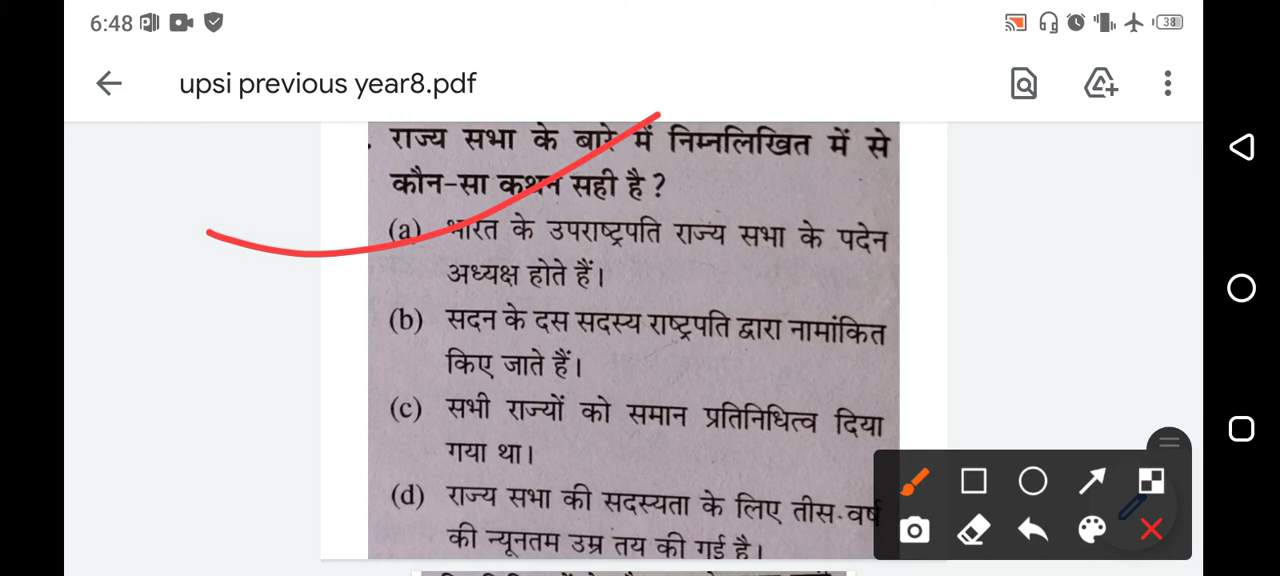 6:48
38
upsi previous year8.pdf
. राज्य सभा के बारे में निम्नलिखित में से
कौन-सा कथन सही है ?
(a) भारत के उपराष्ट्रपति राज्य सभा के पदेन
अध्यक्ष होते हैं।
(b) सदन के दस सदस्य राष्ट्रपति द्वारा नामांकित
किए जाते हैं।
(c) सभी राज्यों को समान प्रतिनिधित्व दिया
गया था।
(d) राज्य सभा की सदस्यता के लिए तीस-वर्ष
की न्यूनतम उम्र तय की गई है।